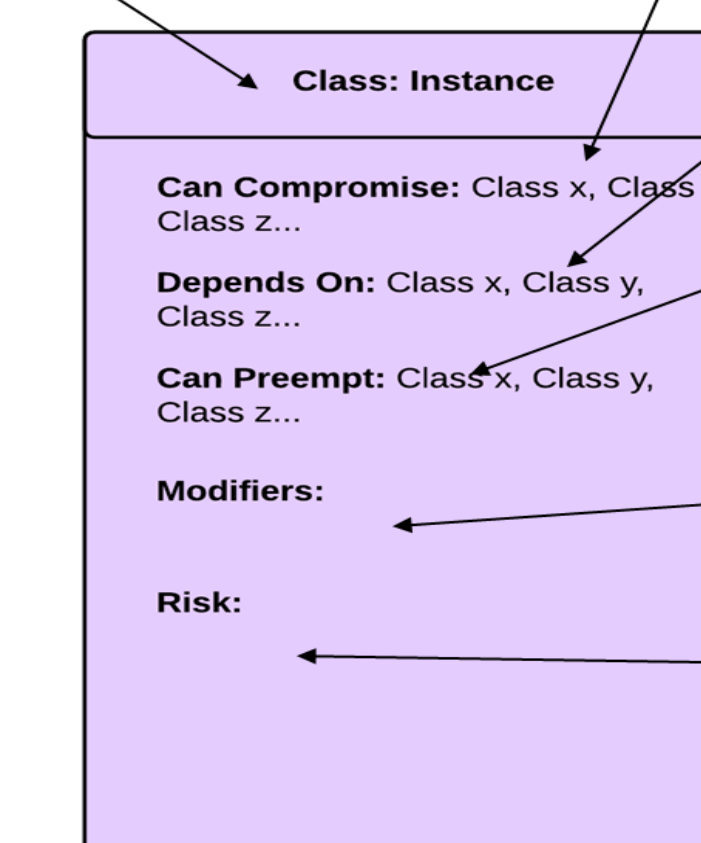 Class: Instance
Can Compromise: Class x, Class
Class z...
Depends On: Class x, Class y,
Class z...
Can Preempt: Class x, Class y,
Class z...
Modifiers:
Risk: